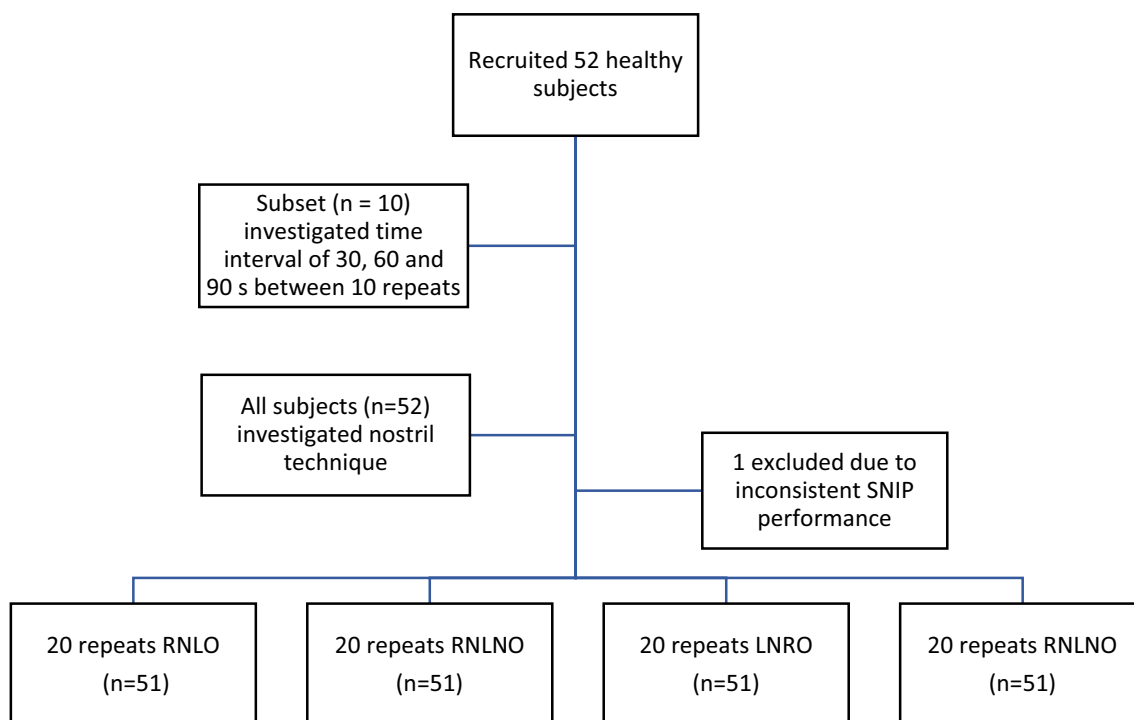 Recruited 52 healthy
subjects
Subset (n = 10)
investigated time
interval of 30, 60 and
90 s between 10 repeats
All subjects (n=52)
investigated nostril
technique
1 excluded due to
inconsistent SNIP
performance
20 repeats RNLO
(n=51)
20 repeats RNLNO
(n=51)
20 repeats LNRO
(n=51)
20 repeats RNLNO
(n=51)